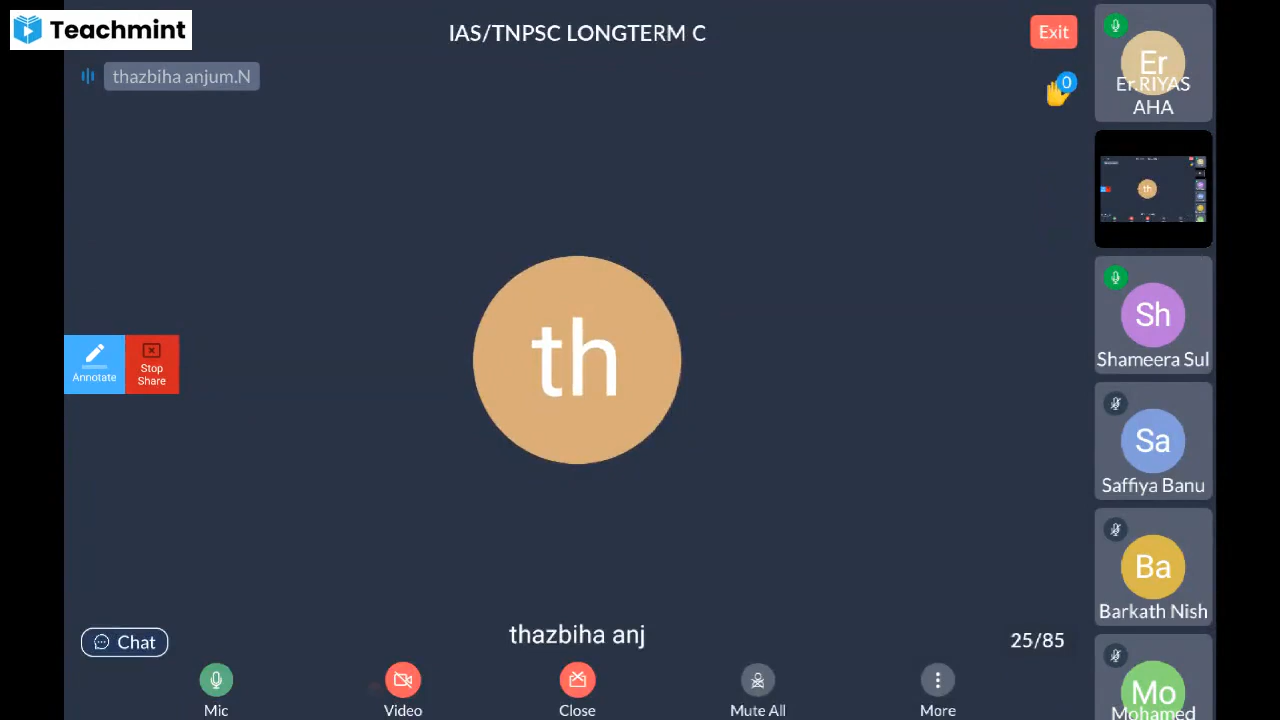 Teachmint
IAS/TNPSC LONGTERM C
Exit
thazbiha anjum.N
0
Er
Er.RIYAS
AHA
th
th
Annotate
Stop
Share
Sh
Shameera Sul
Sa
Saffiya Banu
Ba
Barkath Nish
Mo
Mohamed
thazbiha anj
Chat
25/85
Mic
Video
Close
Mute All
More